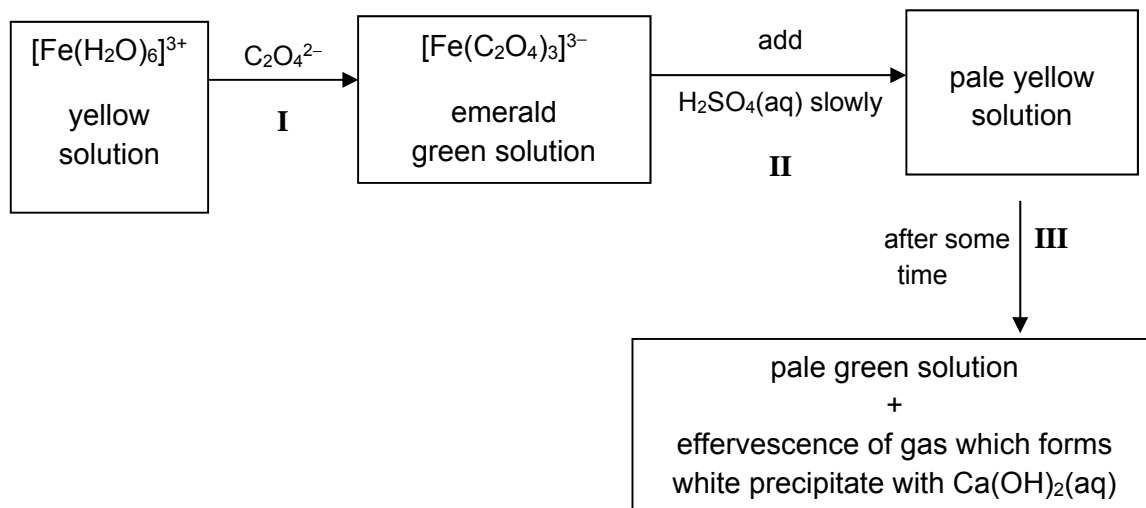 [Fe(H₂O)₆]³⁺
yellow
solution
C₂O₄²⁻
I
[Fe(C₂O₄)₃]³⁻
emerald
green solution
add
H₂SO₄(aq) slowly
II
pale yellow
solution
after some
time
III
pale green solution
+
effervescence of gas which forms
white precipitate with Ca(OH)₂(aq)